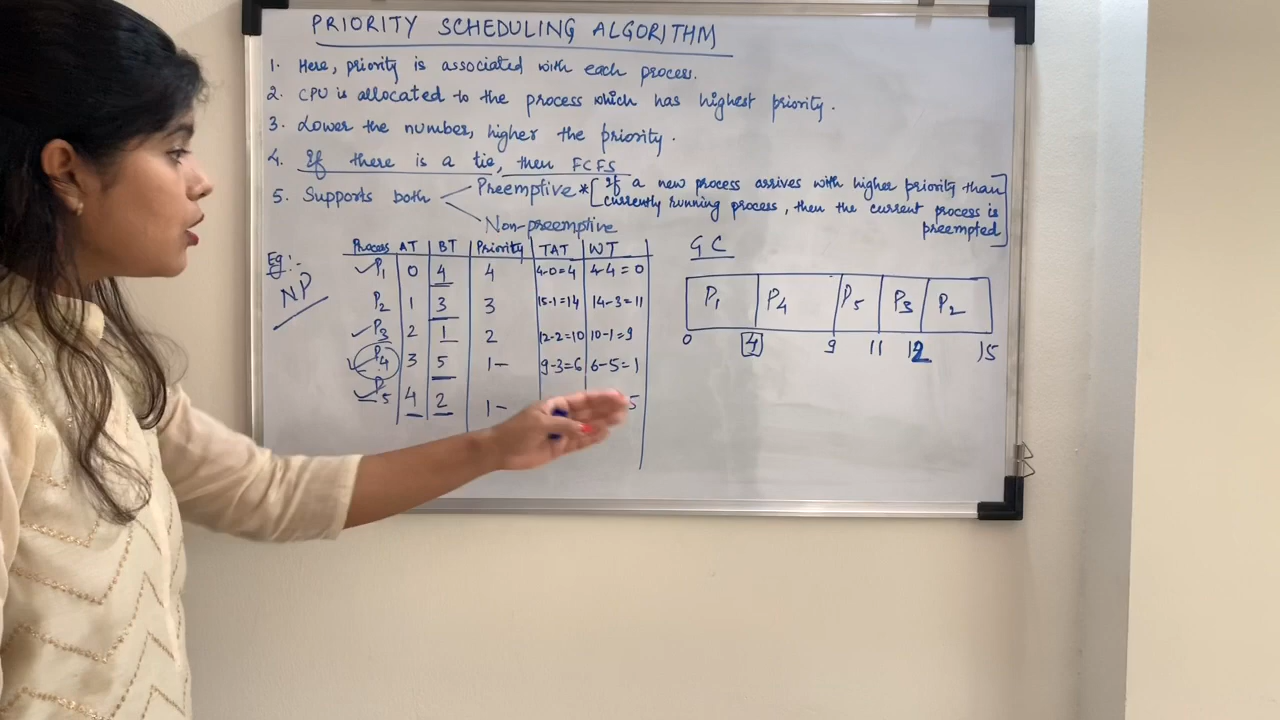 PRIORITY SCHEDULING ALGORITHM
1. Here, priority is associated with each process.
2. CPU is allocated to the process which has highest priority.
3. Lower the number, higher the priority.
4. If there is a tie, then FCFS
5. Supports both
Preemptive * [If a new process arrives with higher priority than
currently running process, then the current process is
preempted]
Non-preemptive
Eg:-
NP
Process AT BT Priority TAT WT
P1 0 4 4 4-0=4 4-4=0
P2 1 3 3 15-1=14 14-3=11
P3 2 1 2 12-2=10 10-1=9
P4 3 5 1- 9-3=6 6-5=1
P5 4 2 1- 5
GC
P1 P4 P5 P3 P2
0 4 9 11 12 15